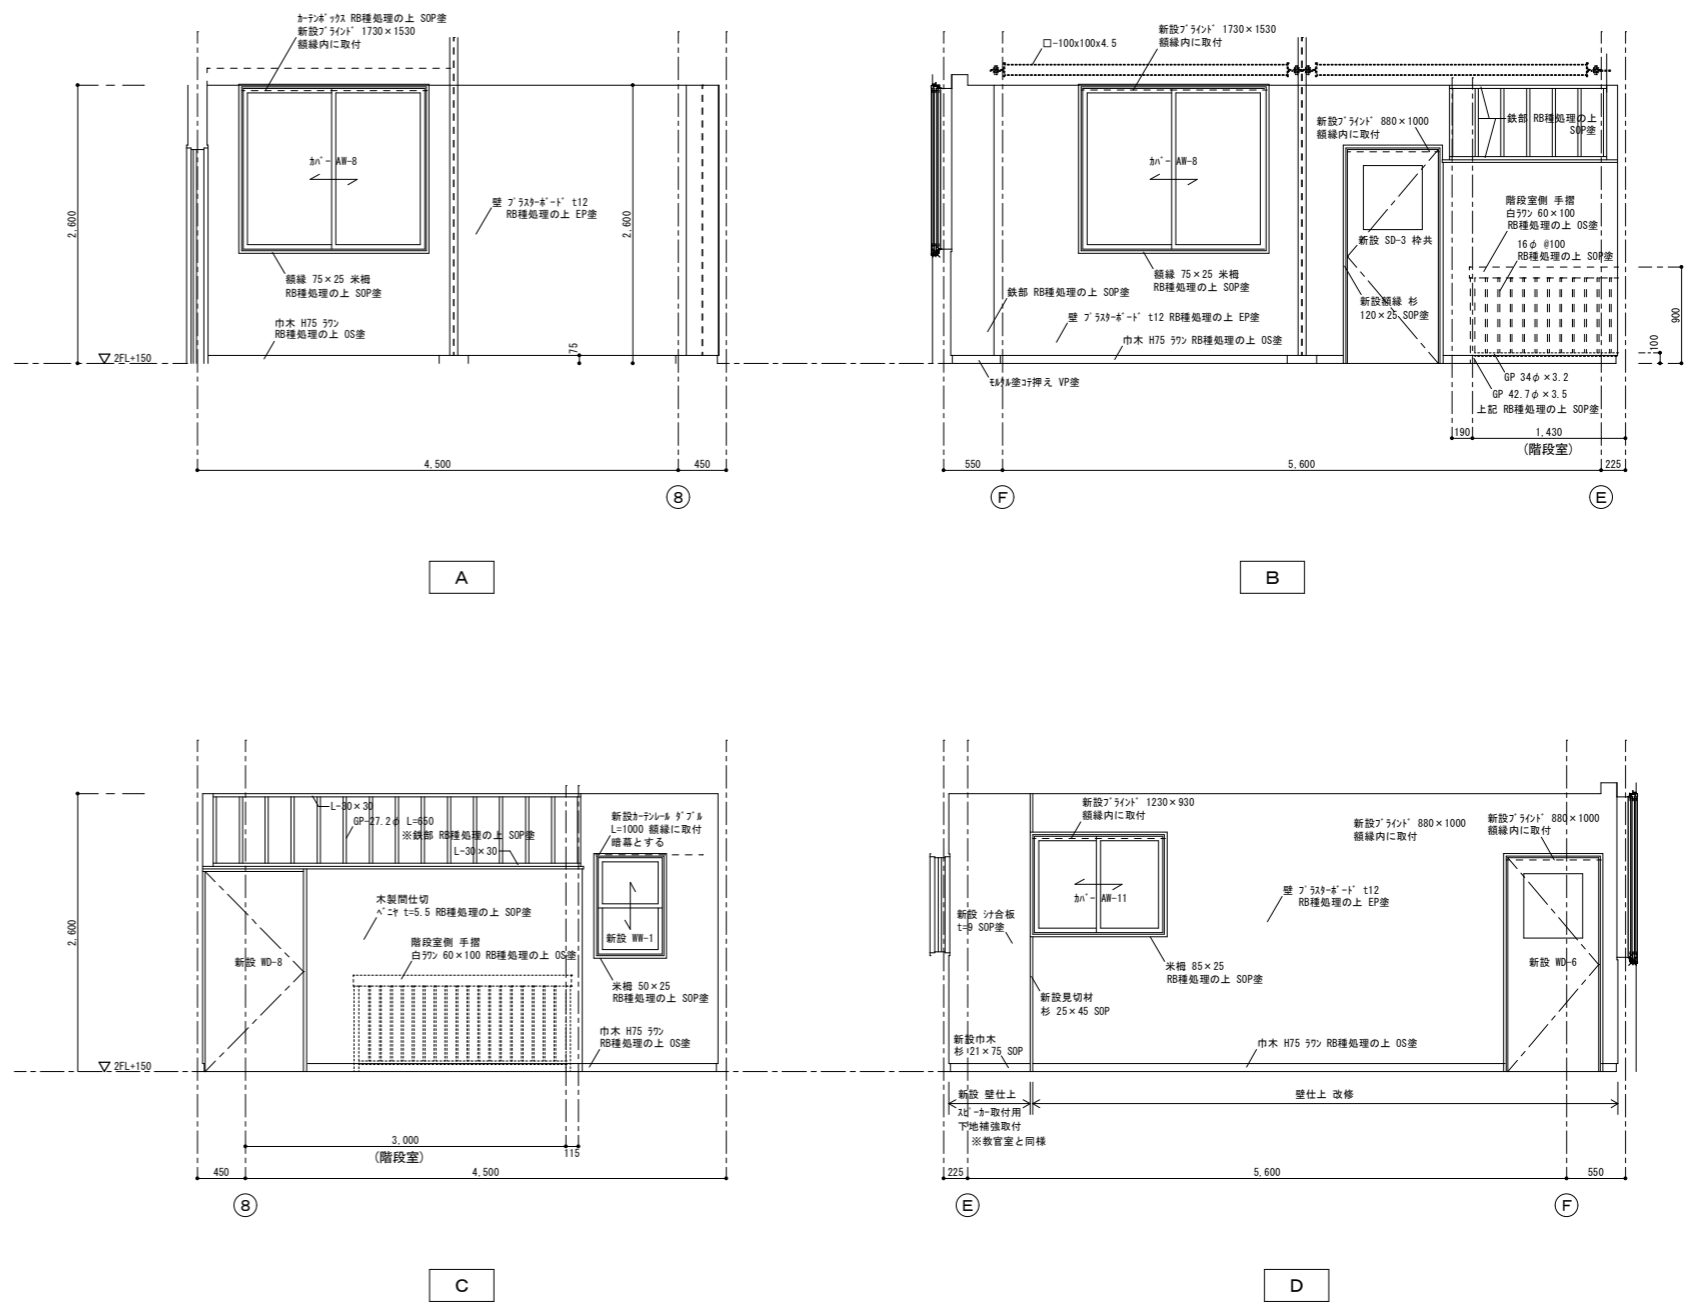 カーテンボックス RB種処理の上 SOP塗
新設ブラインド 1730×1530
額縁内に取付
2,600
カバー AW-8
2,600
壁 プラスターボード t12
RB種処理の上 EP塗
額縁 75×25 米栂
RB種処理の上 SOP塗
巾木 H75 ラワン
RB種処理の上 OS塗
75
▽ 2FL+150
4,500
450
8
A
□-100x100x4.5
新設ブラインド 1730×1530
額縁内に取付
新設ブラインド 880×1000
額縁内に取付
鉄部 RB種処理の上
SOP塗
カバー AW-8
階段室側 手摺
白ラワン 60×100
RB種処理の上 OS塗
新設 SD-3 枠共
16φ @100
RB種処理の上 SOP塗
額縁 75×25 米栂
RB種処理の上 SOP塗
鉄部 RB種処理の上 SOP塗
新設額縁 杉
120×25 SOP塗
壁 プラスターボード t12 RB種処理の上 EP塗
巾木 H75 ラワン RB種処理の上 OS塗
900
100
モルタル塗コテ押え VP塗
GP 34φ×3.2
GP 42.7φ×3.5
上記 RB種処理の上 SOP塗
190
1,430
(階段室)
550
5,600
225
F
E
B
L-30×30
GP-27.2φ L=650
※鉄部 RB種処理の上 SOP塗
L-30×30
新設カーテンレール ダブル
L=1000 額縁に取付
暗幕とする
2,600
木製間仕切
ベニヤ t=5.5 RB種処理の上 SOP塗
階段室側 手摺
白ラワン 60×100 RB種処理の上 OS塗
新設 WW-1
新設 WD-8
米栂 50×25
RB種処理の上 SOP塗
巾木 H75 ラワン
RB種処理の上 OS塗
▽ 2FL+150
3,000
(階段室)
115
450
4,500
8
C
新設ブラインド 1230×930
額縁内に取付
新設ブラインド 880×1000
額縁内に取付
新設ブラインド 880×1000
額縁内に取付
カバー AW-11
壁 プラスターボード t12
RB種処理の上 EP塗
新設 シナ合板
t=9 SOP塗
米栂 85×25
RB種処理の上 SOP塗
新設 WD-6
新設見切材
杉 25×45 SOP
新設巾木
杉 21×75 SOP
巾木 H75 ラワン RB種処理の上 OS塗
新設 壁仕上
壁仕上 改修
スピーカー取付用
下地補強取付
※教官室と同様
225
5,600
550
E
F
D